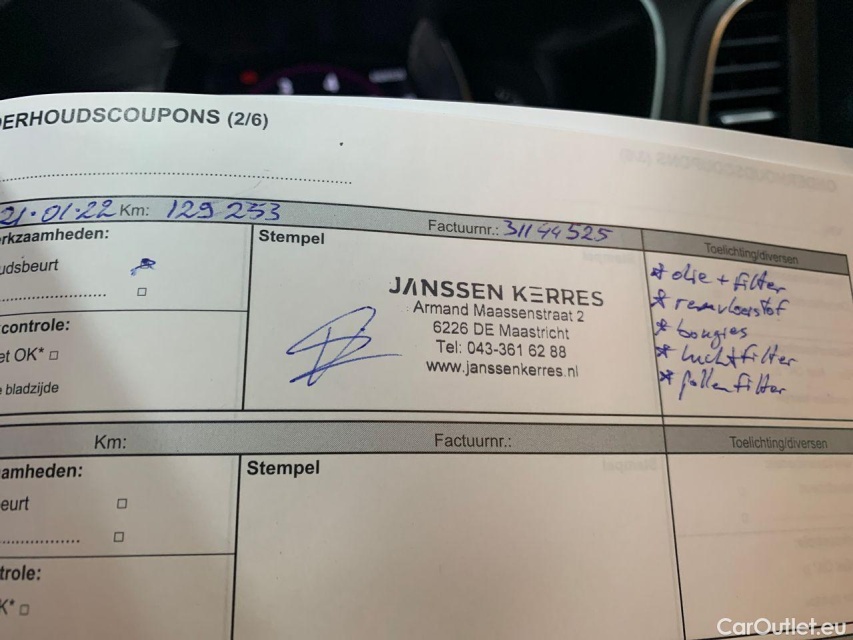 DERHOUDSCOUPONS (2/6)
21-01-22 Km: 129 253 Factuurnr.: 31144525 Toelichting/diversen
rkzaamheden:
Stempel
udsbeurt
JANSSEN KERRES
Armand Maassenstraat 2
6226 DE Maastricht
Tel: 043-361 62 88
www.janssenkerres.nl
* olie + filter
* remvloeistof
* bougies
* luchtfilter
* pollenfilter
controle:
et OK* □
e bladzijde
Km: Factuurnr.: Toelichting/diversen
amheden:
Stempel
eurt □
□
trole:
K* □
CarOutlet.eu